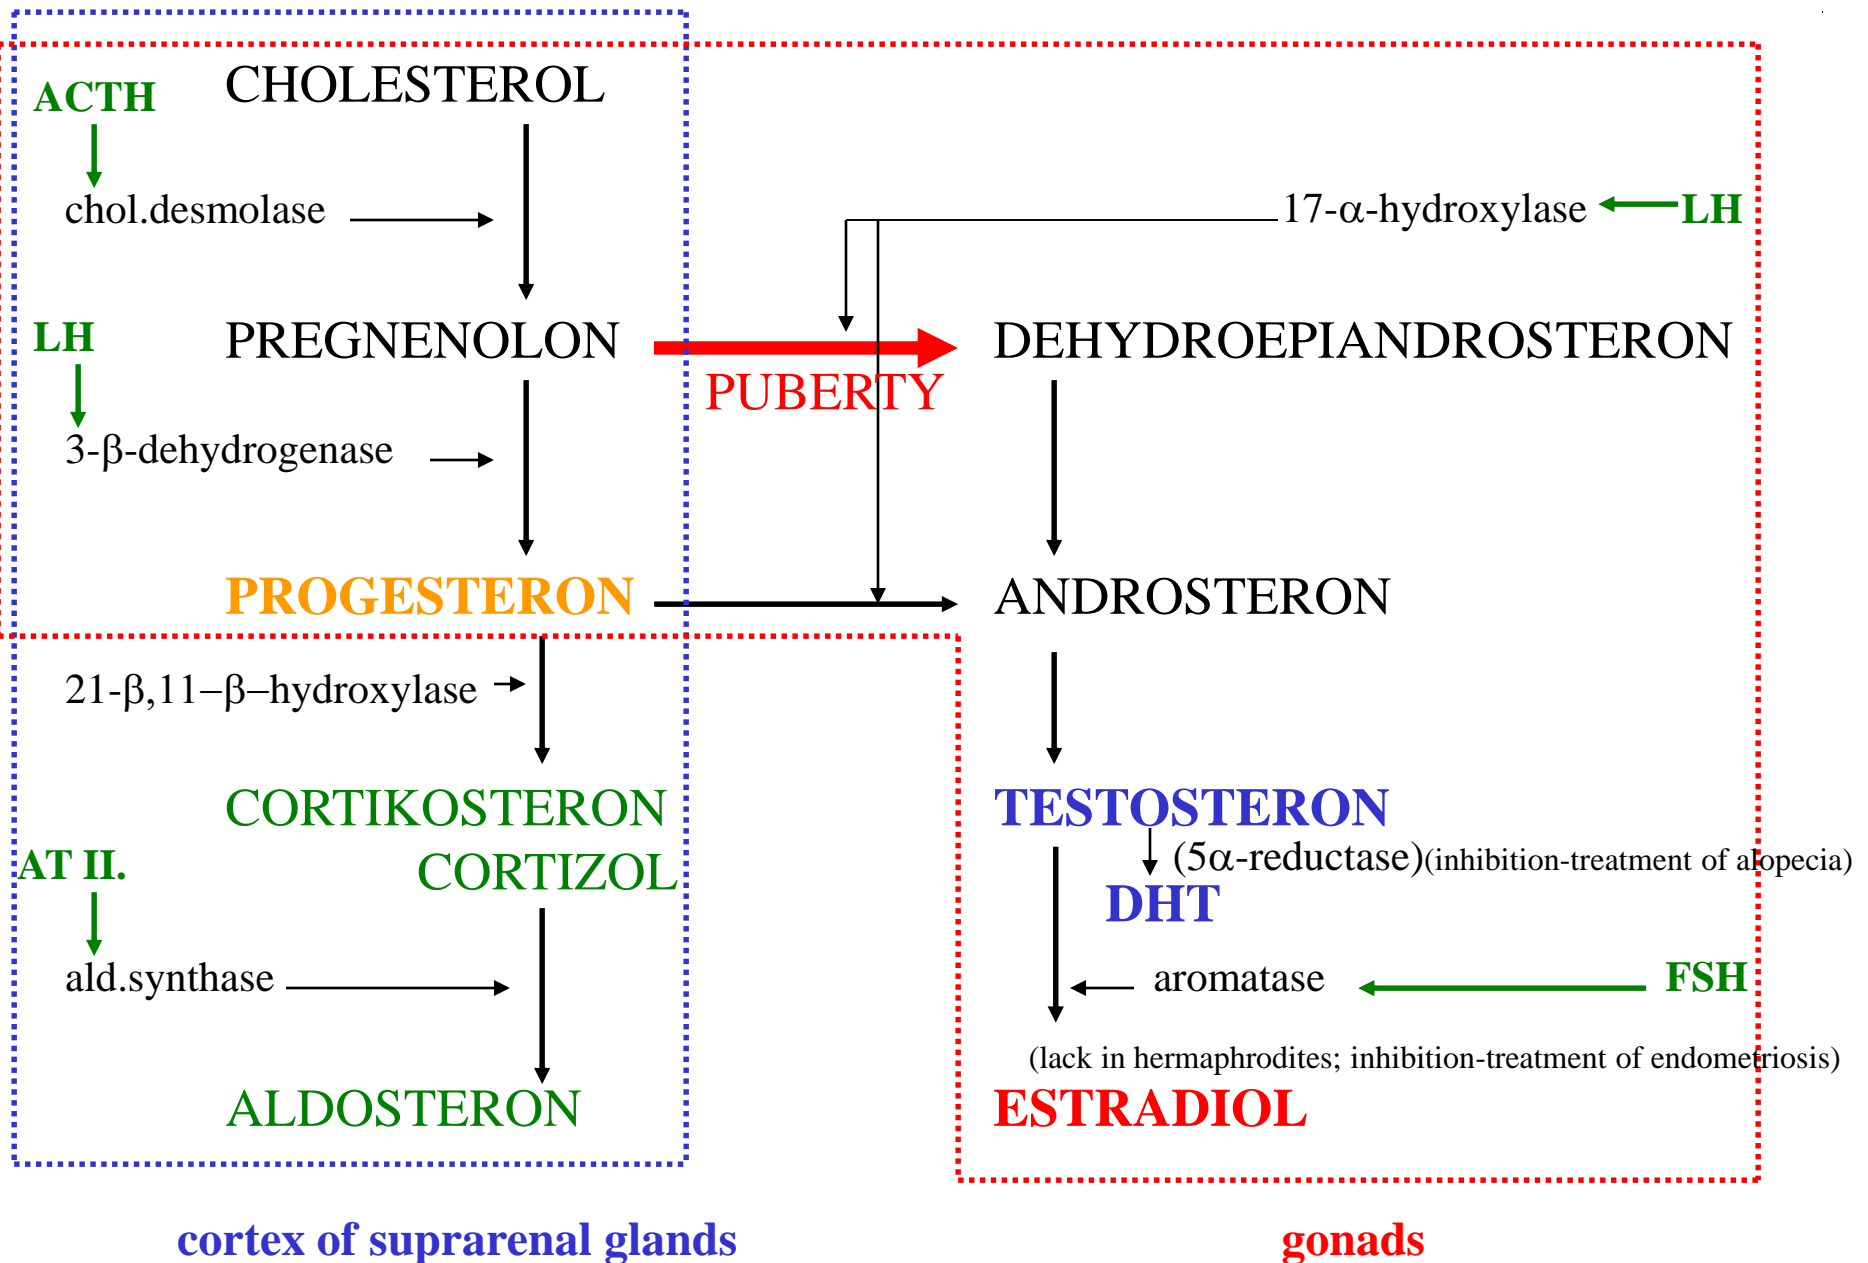 ACTH
CHOLESTEROL
chol.desmolase
17-α-hydroxylase
LH
LH
PREGNENOLON
DEHYDROEPIANDROSTERON
PUBERTY
3-β-dehydrogenase
PROGESTERON
ANDROSTERON
21-β,11−β−hydroxylase
CORTIKOSTERON
TESTOSTERON
AT II.
CORTIZOL
(5α-reductase)(inhibition-treatment of alopecia)
DHT
ald.synthase
aromatase
FSH
(lack in hermaphrodites; inhibition-treatment of endometriosis)
ALDOSTERON
ESTRADIOL
cortex of suprarenal glands
gonads